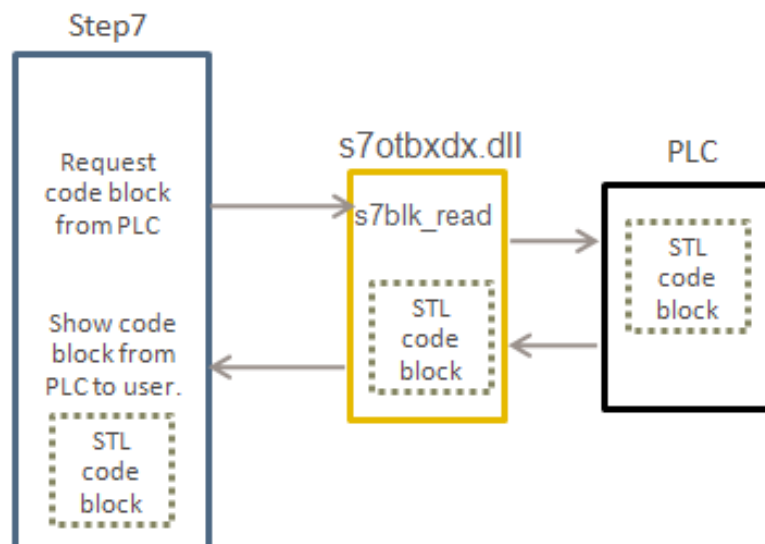 Step7
Request
code block
from PLC
Show code
block from
PLC to user.
STL
code
block
s7otbxdx.dll
s7blk_read
STL
code
block
PLC
STL
code
block